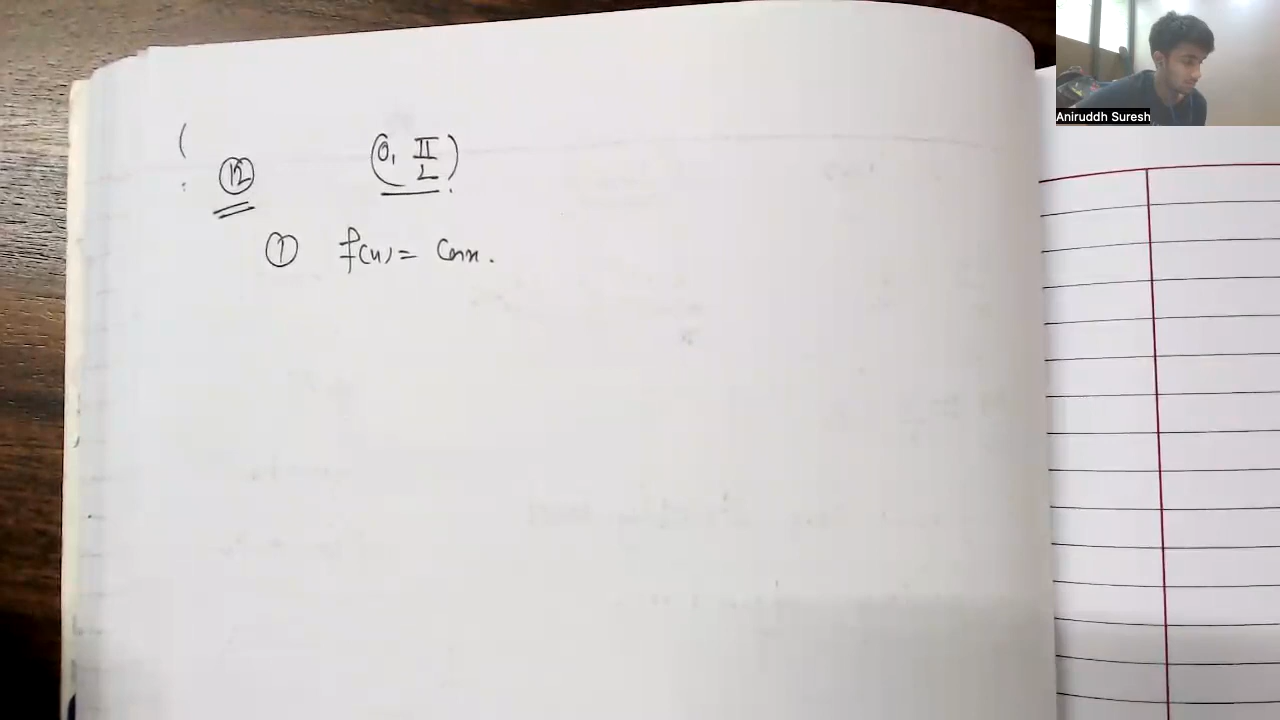 Aniruddh Suresh
(12) (0, π/2)
① f(x) = Cos x.